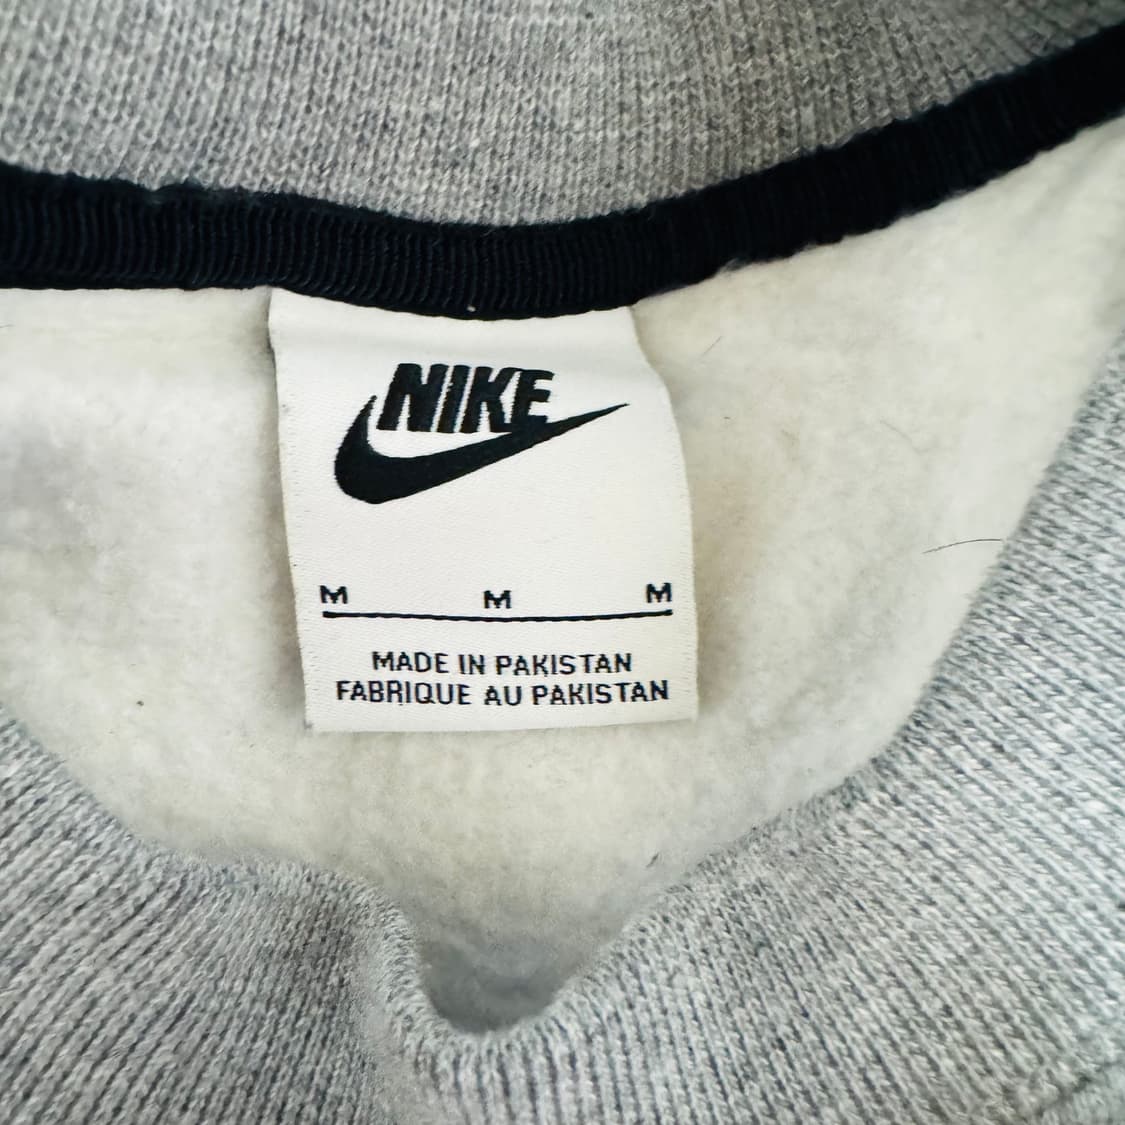 NIKE
M M M
MADE IN PAKISTAN
FABRIQUE AU PAKISTAN